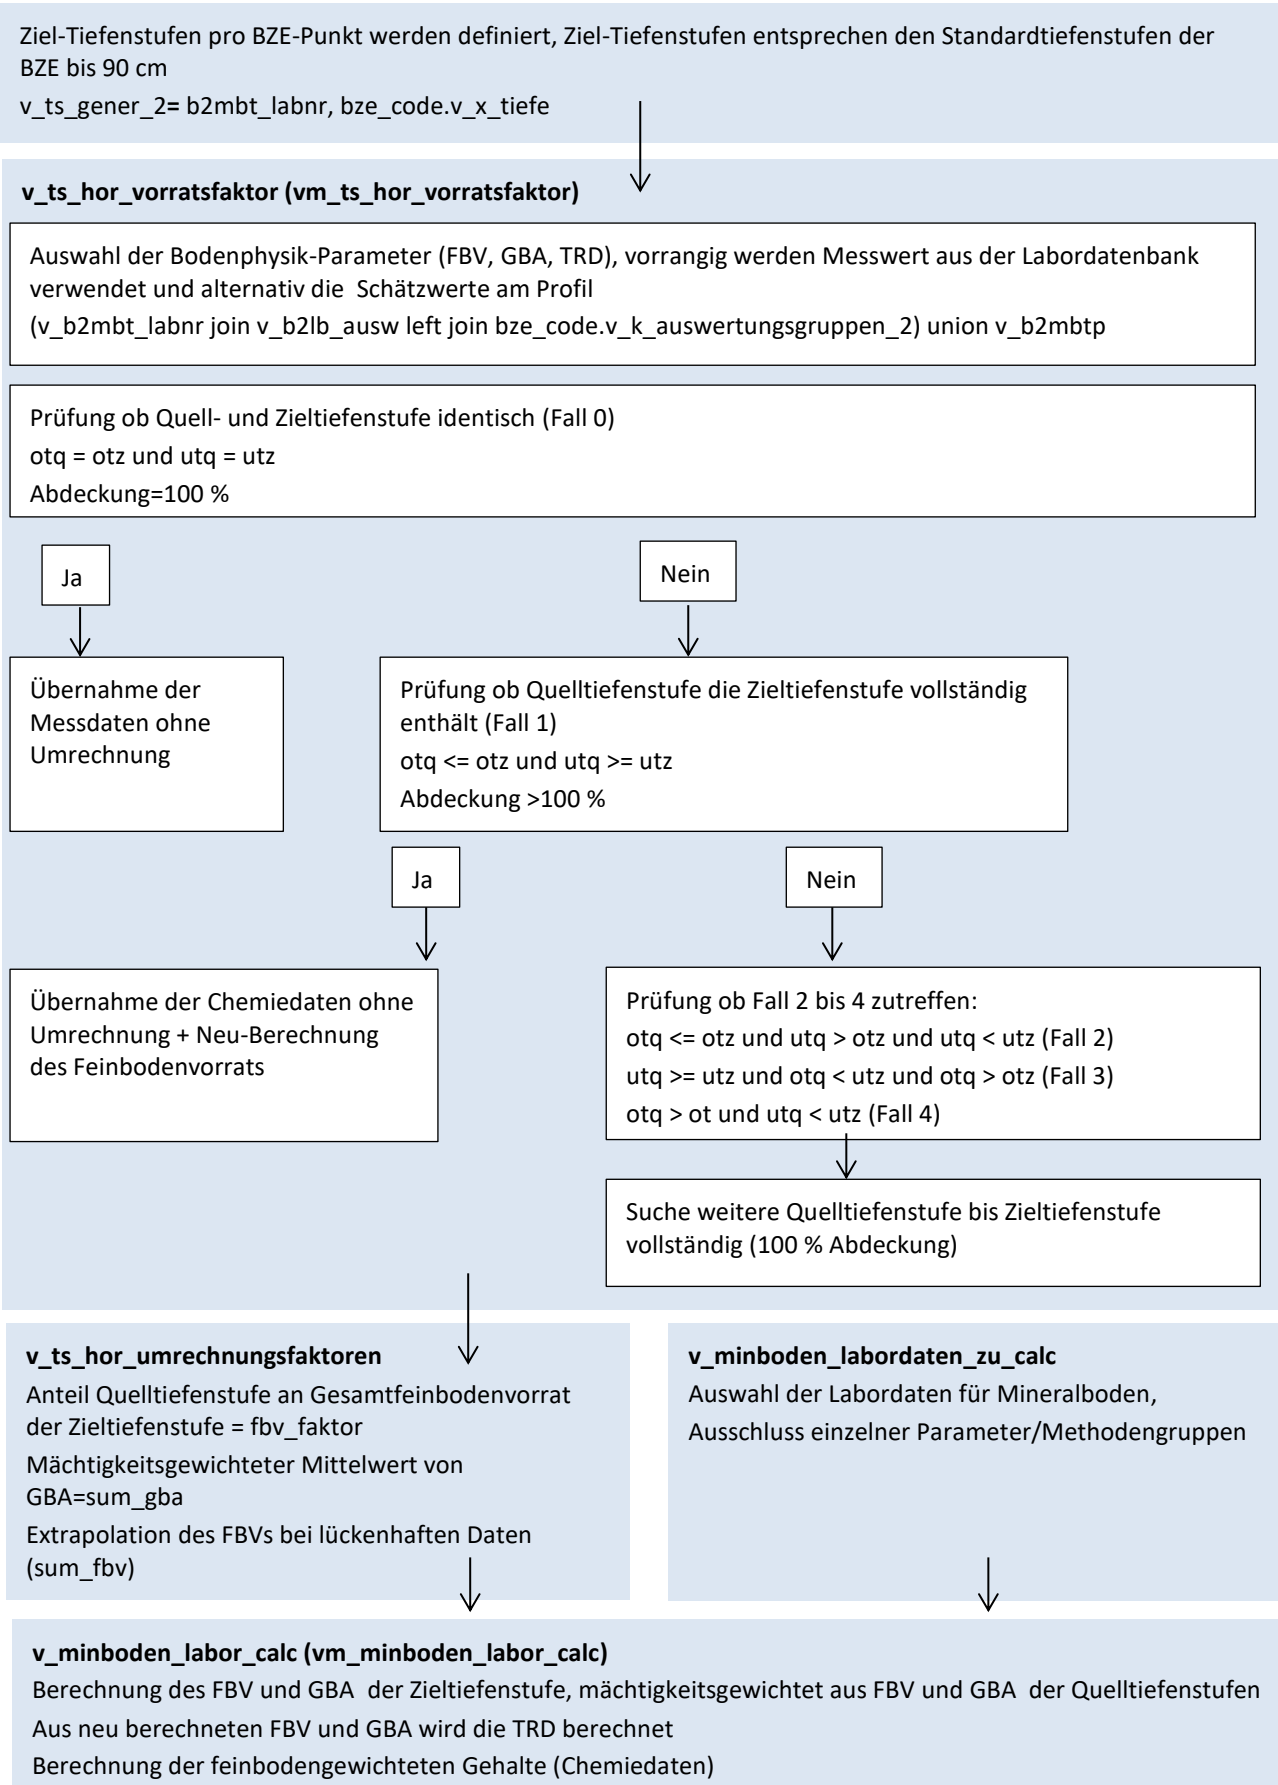 Ziel-Tiefenstufen pro BZE-Punkt werden definiert, Ziel-Tiefenstufen entsprechen den Standardtiefenstufen der
BZE bis 90 cm
v_ts_gener_2= b2mbt_labnr, bze_code.v_x_tiefe
v_ts_hor_vorratsfaktor (vm_ts_hor_vorratsfaktor)
Auswahl der Bodenphysik-Parameter (FBV, GBA, TRD), vorrangig werden Messwert aus der Labordatenbank
verwendet und alternativ die Schätzwerte am Profil
(v_b2mbt_labnr join v_b2lb_ausw left join bze_code.v_k_auswertungsgruppen_2) union v_b2mbtp
Prüfung ob Quell- und Zieltiefenstufe identisch (Fall 0)
otq = otz und utq = utz
Abdeckung=100 %
Ja
Nein
Übernahme der
Messdaten ohne
Umrechnung
Prüfung ob Quelltiefenstufe die Zieltiefenstufe vollständig
enthält (Fall 1)
otq <= otz und utq >= utz
Abdeckung >100 %
Ja
Nein
Übernahme der Chemiedaten ohne
Umrechnung + Neu-Berechnung
des Feinbodenvorrats
Prüfung ob Fall 2 bis 4 zutreffen:
otq <= otz und utq > otz und utq < utz (Fall 2)
utq >= utz und otq < utz und otq > otz (Fall 3)
otq > ot und utq < utz (Fall 4)
Suche weitere Quelltiefenstufe bis Zieltiefenstufe
vollständig (100 % Abdeckung)
v_ts_hor_umrechnungsfaktoren
Anteil Quelltiefenstufe an Gesamtfeinbodenvorrat
der Zieltiefenstufe = fbv_faktor
Mächtigkeitsgewichteter Mittelwert von
GBA=sum_gba
Extrapolation des FBVs bei lückenhaften Daten
(sum_fbv)
v_minboden_labordaten_zu_calc
Auswahl der Labordaten für Mineralboden,
Ausschluss einzelner Parameter/Methodengruppen
v_minboden_labor_calc (vm_minboden_labor_calc)
Berechnung des FBV und GBA der Zieltiefenstufe, mächtigkeitsgewichtet aus FBV und GBA der Quelltiefenstufen
Aus neu berechneten FBV und GBA wird die TRD berechnet
Berechnung der feinbodengewichteten Gehalte (Chemiedaten)